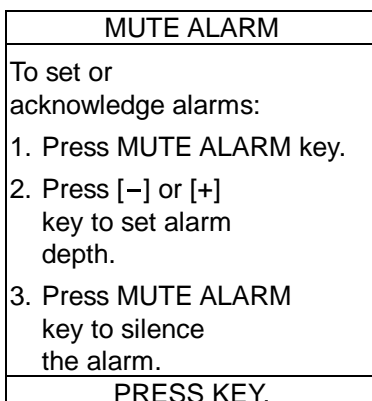 MUTE ALARM
To set or
acknowledge alarms:
1. Press MUTE ALARM key.
2. Press [−] or [+]
key to set alarm
depth.
3. Press MUTE ALARM
key to silence
the alarm.
PRESS KEY.